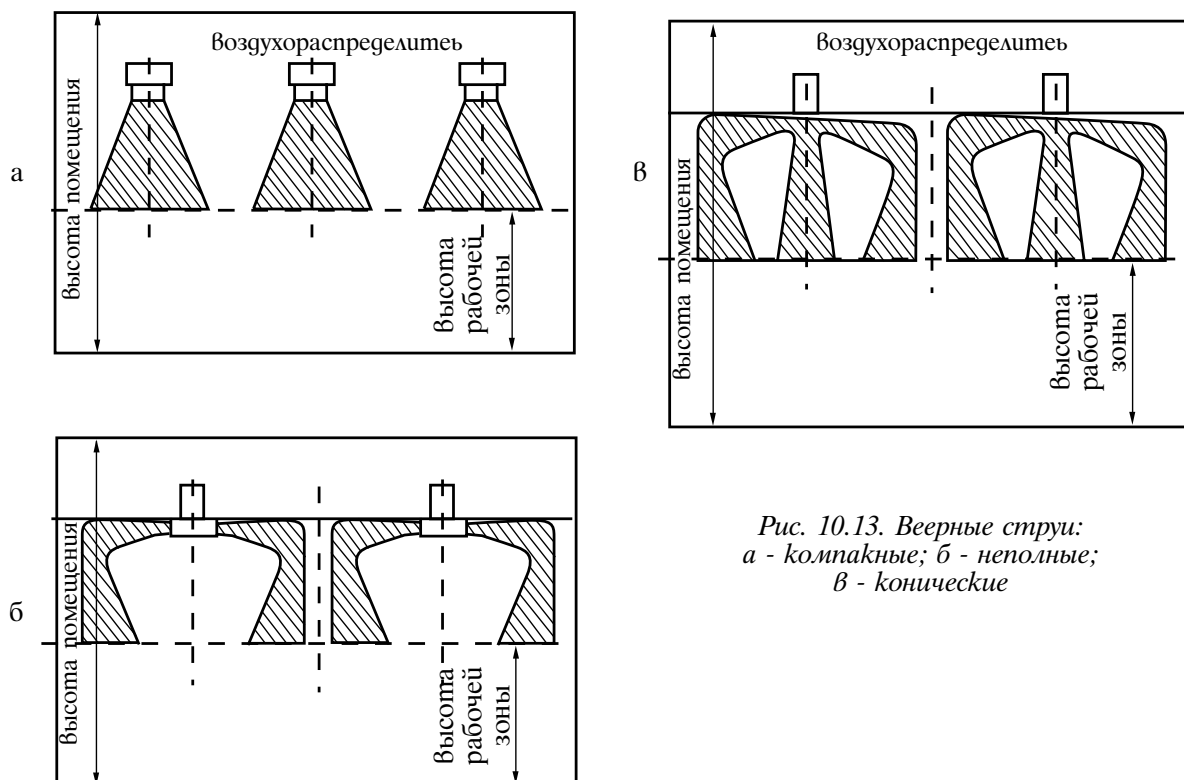 а
воздухораспредитеь
высота помещения
высота
рабочей
зоны
в
воздухораспределитеь
высота помещения
высота
рабочей
зоны
б
высота помещения
высота
рабочей
зоны
Рис. 10.13. Веерные струи:
а - компакные; б - неполные;
в - конические